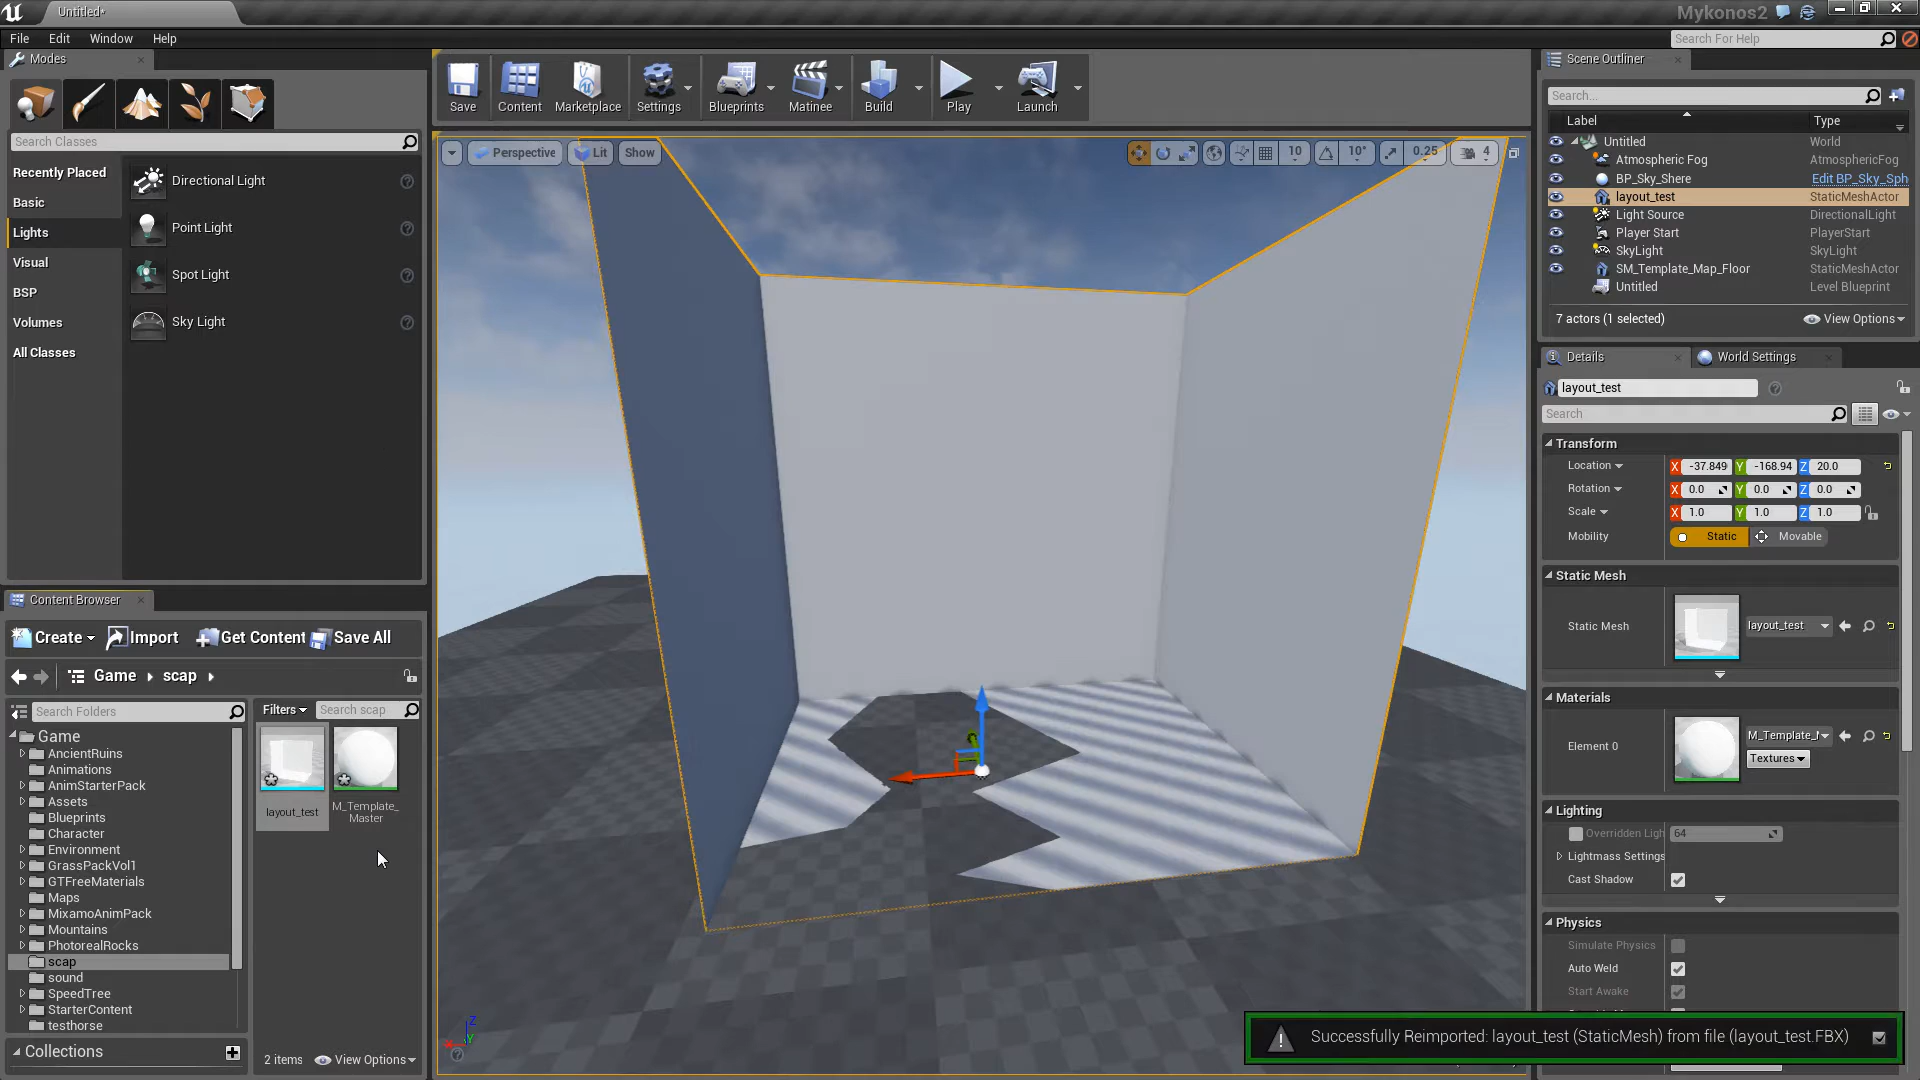 Untitled*
Mykonos2
File Edit Window Help
Search For Help
Modes
Search Classes
Recently Placed
Basic
Lights
Visual
BSP
Volumes
All Classes
Directional Light
Point Light
Spot Light
Sky Light
Save
Content
Marketplace
Settings
Blueprints
Matinee
Build
Play
Launch
Perspective
Lit
Show
10
10°
0.25
4
Scene Outliner
Search...
Label Type
Untitled World
Atmospheric Fog AtmosphericFog
BP_Sky_Shere Edit BP_Sky_Sph
layout_test StaticMeshActor
Light Source DirectionalLight
Player Start PlayerStart
SkyLight SkyLight
SM_Template_Map_Floor StaticMeshActor
Untitled Level Blueprint
7 actors (1 selected) View Options
Details
World Settings
layout_test
Search
Transform
Location X -37.849 Y -168.94 Z 20.0
Rotation X 0.0 Y 0.0 Z 0.0
Scale X 1.0 Y 1.0 Z 1.0
Mobility Static Movable
Static Mesh
Static Mesh layout_test
Materials
Element 0 M_Template_
Textures
Lighting
Overridden Ligh 64
Lightmass Settings
Cast Shadow
Physics
Simulate Physics
Auto Weld
Start Awake
Content Browser
Create Import Get Content Save All
Game scap
Search Folders
Filters
Search scap
Game
AncientRuins
Animations
AnimStarterPack
Assets
Blueprints
Character
Environment
GrassPackVol1
GTFreeMaterials
Maps
MixamoAnimPack
Mountains
PhotorealRocks
scap
sound
SpeedTree
StarterContent
testhorse
layout_test
M_Template_
Master
Collections
2 items View Options
Z
Y
X
Successfully Reimported: layout_test (StaticMesh) from file (layout_test.FBX)